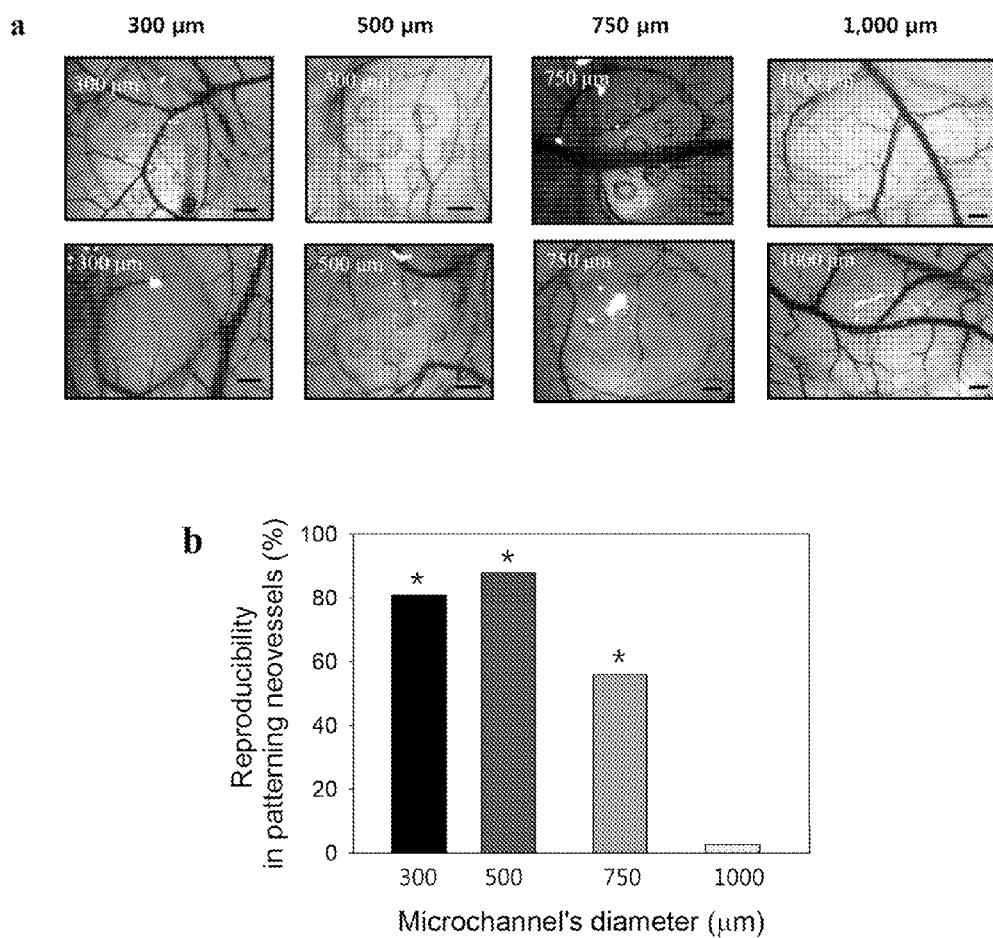 a
300 µm 500 µm 750 µm 1,000 µm
300 µm 500 µm 750 µm 1000 µm
300 µm 500 µm 750 µm 1000 µm
b
Reproducibility
in patterning neovessels (%)
100
80
60
40
20
0
* * *
300 500 750 1000
Microchannel's diameter (µm)